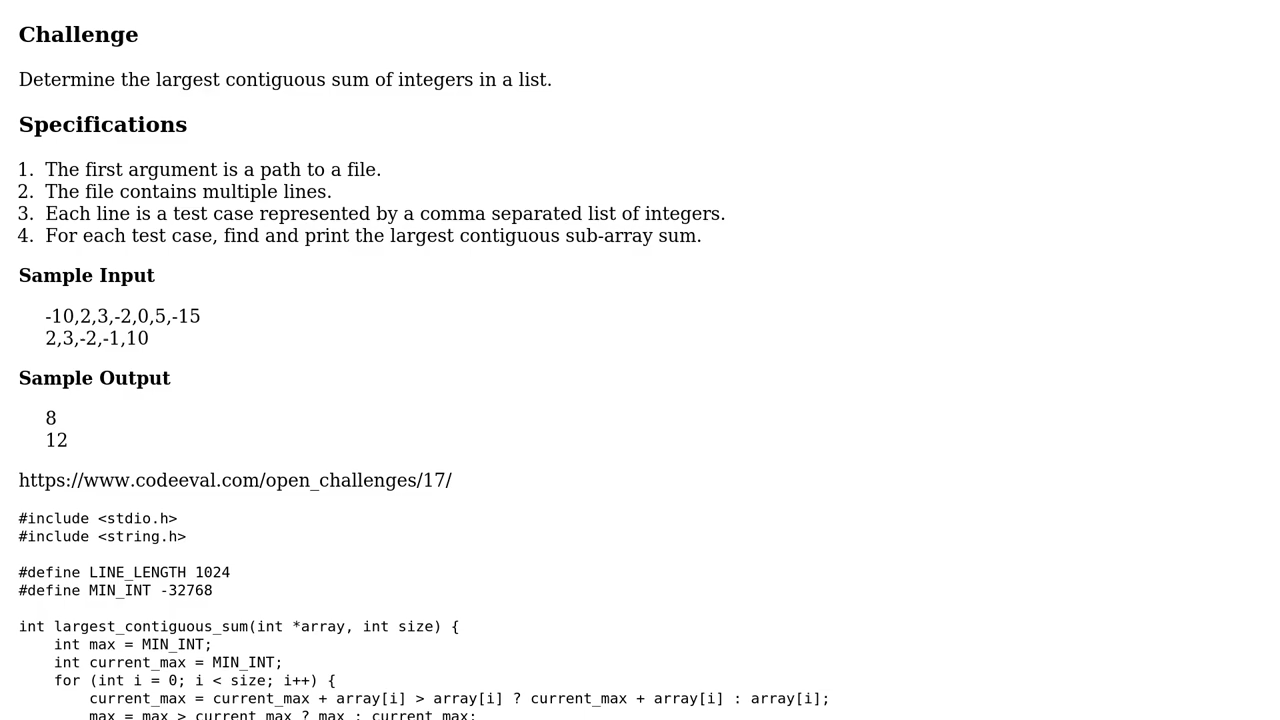 Challenge
Determine the largest contiguous sum of integers in a list.
Specifications
1. The first argument is a path to a file.
2. The file contains multiple lines.
3. Each line is a test case represented by a comma separated list of integers.
4. For each test case, find and print the largest contiguous sub-array sum.
Sample Input
-10,2,3,-2,0,5,-15
2,3,-2,-1,10
Sample Output
8
12
https://www.codeeval.com/open_challenges/17/
#include <stdio.h>
#include <string.h>
#define LINE_LENGTH 1024
#define MIN_INT -32768
int largest_contiguous_sum(int *array, int size) {
    int max = MIN_INT;
    int current_max = MIN_INT;
    for (int i = 0; i < size; i++) {
        current_max = current_max + array[i] > array[i] ? current_max + array[i] : array[i];
        max = max > current_max ? max : current_max;